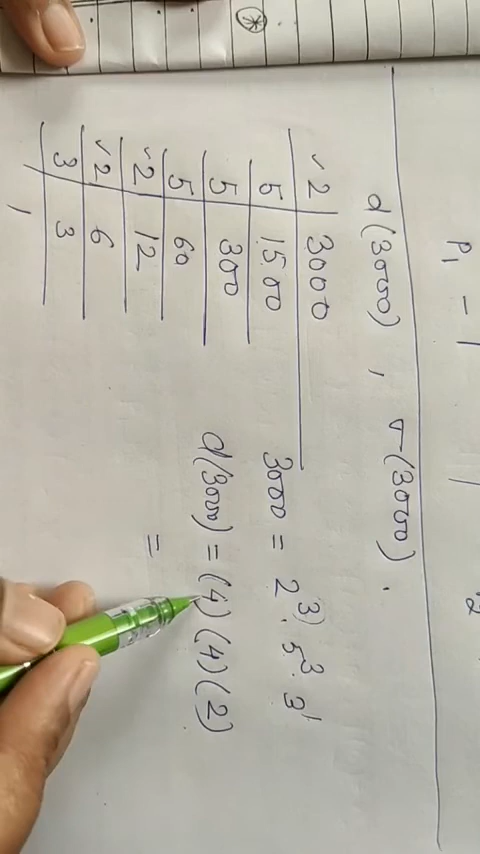 P₁ - 1
2
d(3000) , σ(3000) .
✓2 | 3000
5 | 1500
5 | 300
5 | 60
✓2 | 12
✓2 | 6
3 | 3
1
3000 = 2³) . 5³ . 3¹
d(3000) = (4) (4) (2)
=